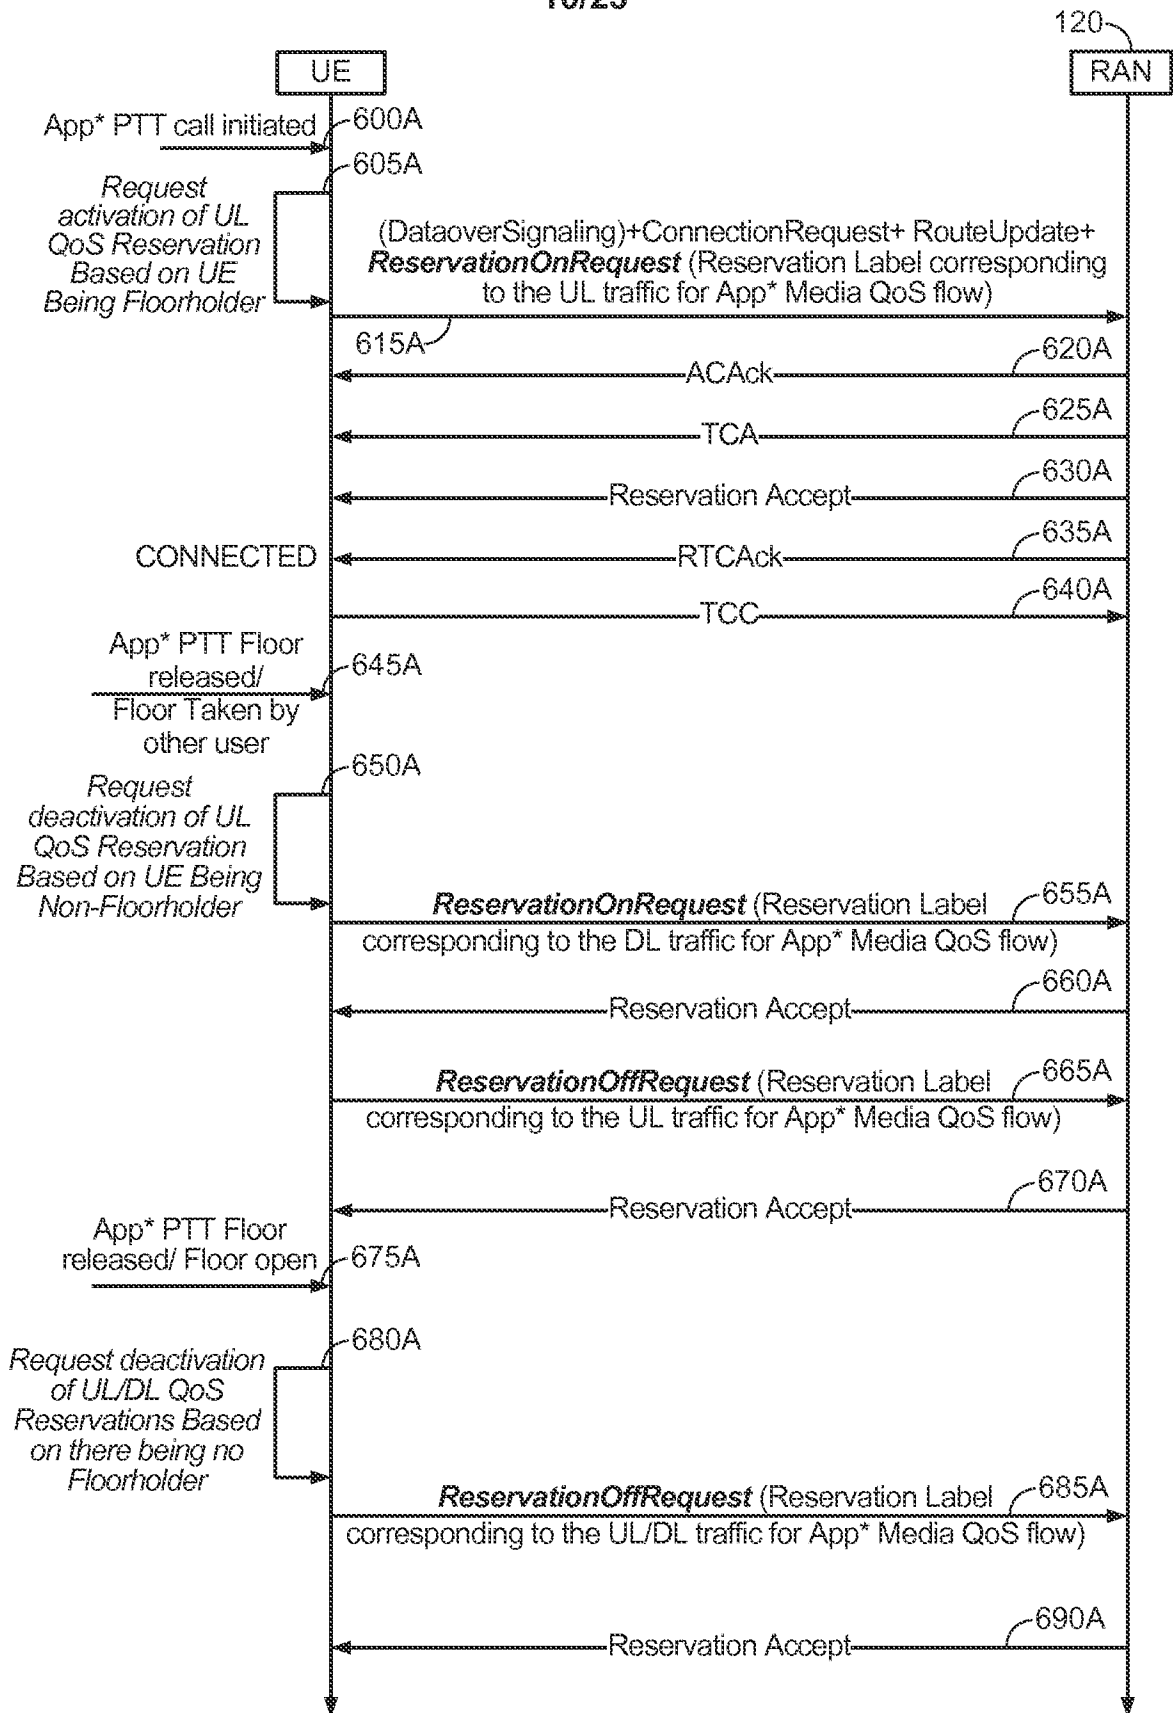 120
UE
RAN
App* PTT call initiated
600A
605A
Request
activation of UL
QoS Reservation
Based on UE
Being Floorholder
(DataoverSignaling)+ConnectionRequest+ RouteUpdate+
ReservationOnRequest (Reservation Label corresponding
to the UL traffic for App* Media QoS flow)
615A
620A
ACAck
625A
TCA
630A
Reservation Accept
635A
CONNECTED
RTCAck
640A
TCC
App* PTT Floor
released/
Floor Taken by
other user
645A
650A
Request
deactivation of UL
QoS Reservation
Based on UE Being
Non-Floorholder
655A
ReservationOnRequest (Reservation Label
corresponding to the DL traffic for App* Media QoS flow)
660A
Reservation Accept
665A
ReservationOffRequest (Reservation Label
corresponding to the UL traffic for App* Media QoS flow)
670A
Reservation Accept
App* PTT Floor
released/ Floor open
675A
680A
Request deactivation
of UL/DL QoS
Reservations Based
on there being no
Floorholder
685A
ReservationOffRequest (Reservation Label
corresponding to the UL/DL traffic for App* Media QoS flow)
690A
Reservation Accept